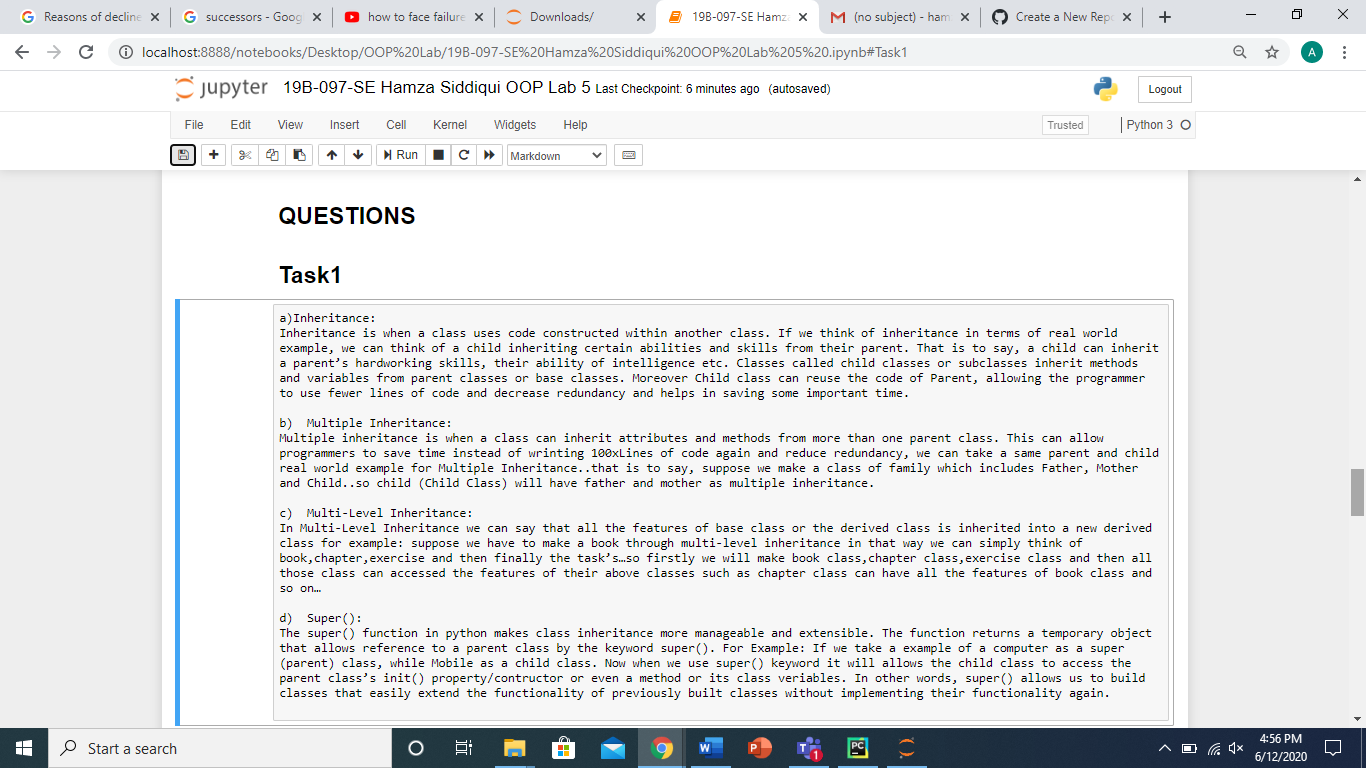 Reasons of decline
successors - Goog
how to face failure
Downloads/
19B-097-SE Hamz
(no subject) - ham
Create a New Rep
localhost:8888/notebooks/Desktop/OOP%20Lab/19B-097-SE%20Hamza%20Siddiqui%20OOP%20Lab%205%20.ipynb#Task1
A
jupyter 19B-097-SE Hamza Siddiqui OOP Lab 5 Last Checkpoint: 6 minutes ago (autosaved)
Logout
File Edit View Insert Cell Kernel Widgets Help
Trusted
Python 3
Run
Markdown
QUESTIONS
Task1
a)Inheritance:
Inheritance is when a class uses code constructed within another class. If we think of inheritance in terms of real world
example, we can think of a child inheriting certain abilities and skills from their parent. That is to say, a child can inherit
a parent’s hardworking skills, their ability of intelligence etc. Classes called child classes or subclasses inherit methods
and variables from parent classes or base classes. Moreover Child class can reuse the code of Parent, allowing the programmer
to use fewer lines of code and decrease redundancy and helps in saving some important time.
b)  Multiple Inheritance:
Multiple inheritance is when a class can inherit attributes and methods from more than one parent class. This can allow
programmers to save time instead of wrinting 100xLines of code again and reduce redundancy, we can take a same parent and child
real world example for Multiple Inheritance..that is to say, suppose we make a class of family which includes Father, Mother
and Child..so child (Child Class) will have father and mother as multiple inheritance.
c)  Multi-Level Inheritance:
In Multi-Level Inheritance we can say that all the features of base class or the derived class is inherited into a new derived
class for example: suppose we have to make a book through multi-level inheritance in that way we can simply think of
book,chapter,exercise and then finally the task’s…so firstly we will make book class,chapter class,exercise class and then all
those class can accessed the features of their above classes such as chapter class can have all the features of book class and
so on…
d)  Super():
The super() function in python makes class inheritance more manageable and extensible. The function returns a temporary object
that allows reference to a parent class by the keyword super(). For Example: If we take a example of a computer as a super
(parent) class, while Mobile as a child class. Now when we use super() keyword it will allows the child class to access the
parent class’s init() property/contructor or even a method or its class veriables. In other words, super() allows us to build
classes that easily extend the functionality of previously built classes without implementing their functionality again.
Start a search
1
4:56 PM
6/12/2020